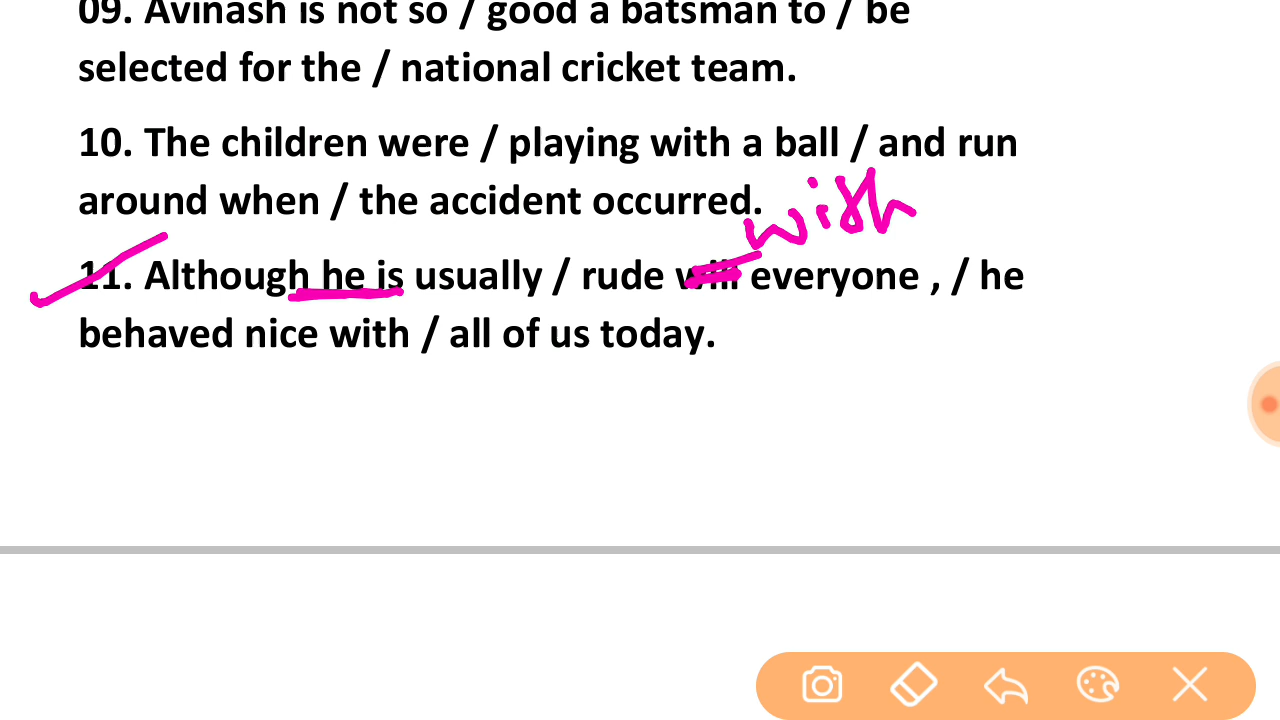 09. Avinash is not so / good a batsman to / be
selected for the / national cricket team.
10. The children were / playing with a ball / and run
around when / the accident occurred.
with
11. Although he is usually / rude will everyone , / he
behaved nice with / all of us today.